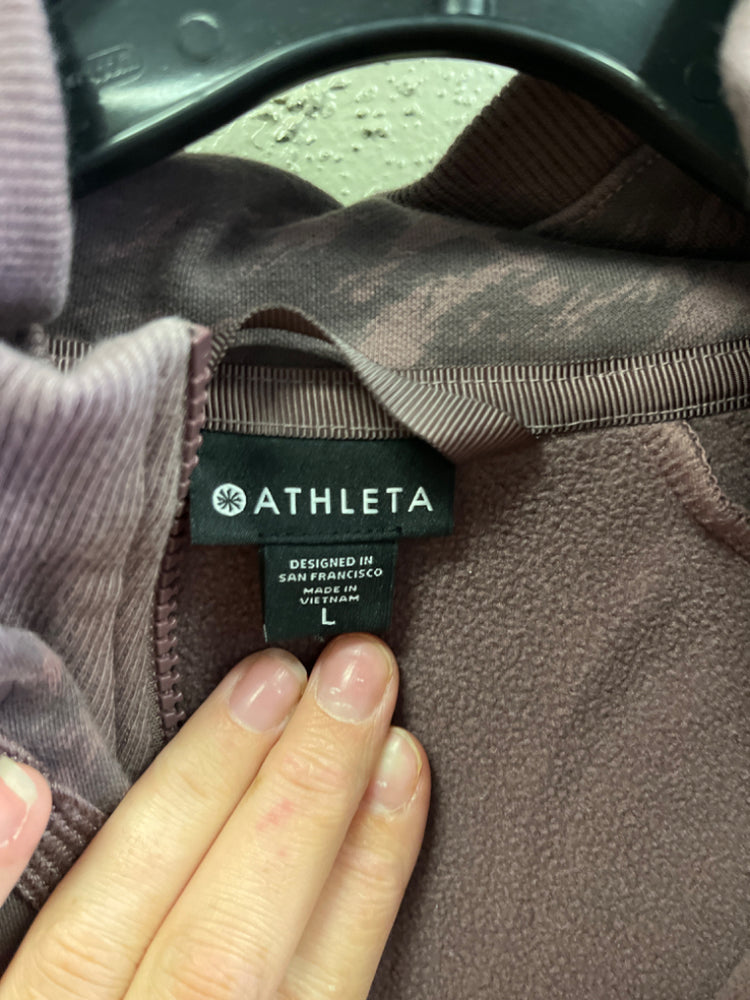 ATHLETA
DESIGNED IN
SAN FRANCISCO
MADE IN
VIETNAM
L